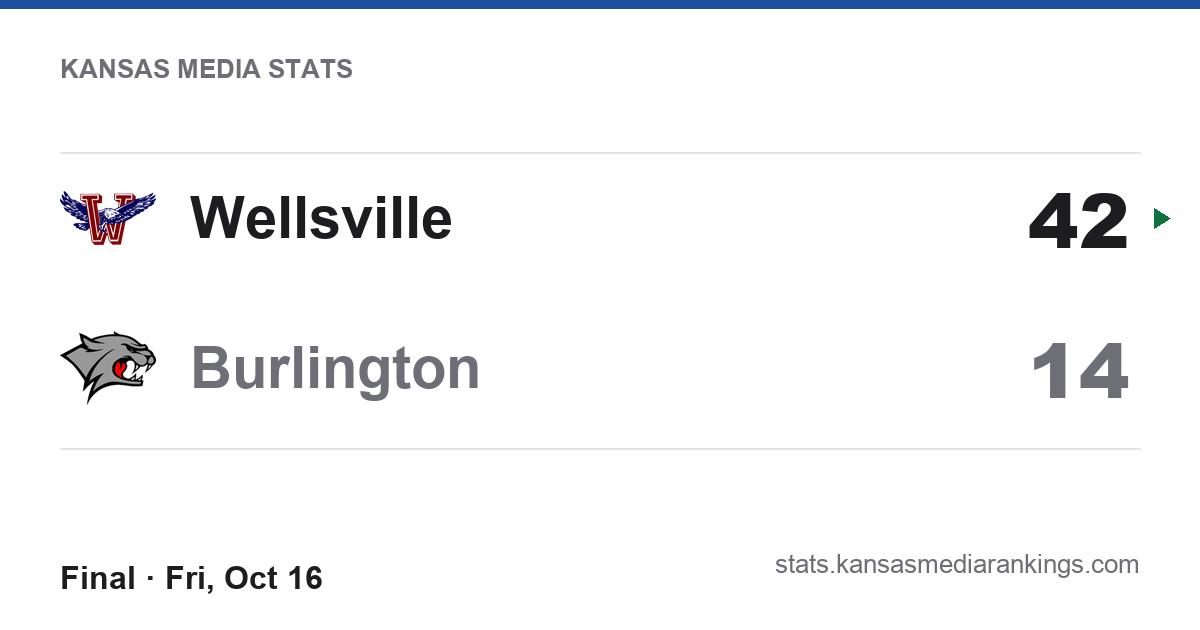 KANSAS MEDIA STATS
W
Wellsville 42
Burlington 14
Final · Fri, Oct 16
stats.kansasmediarankings.com